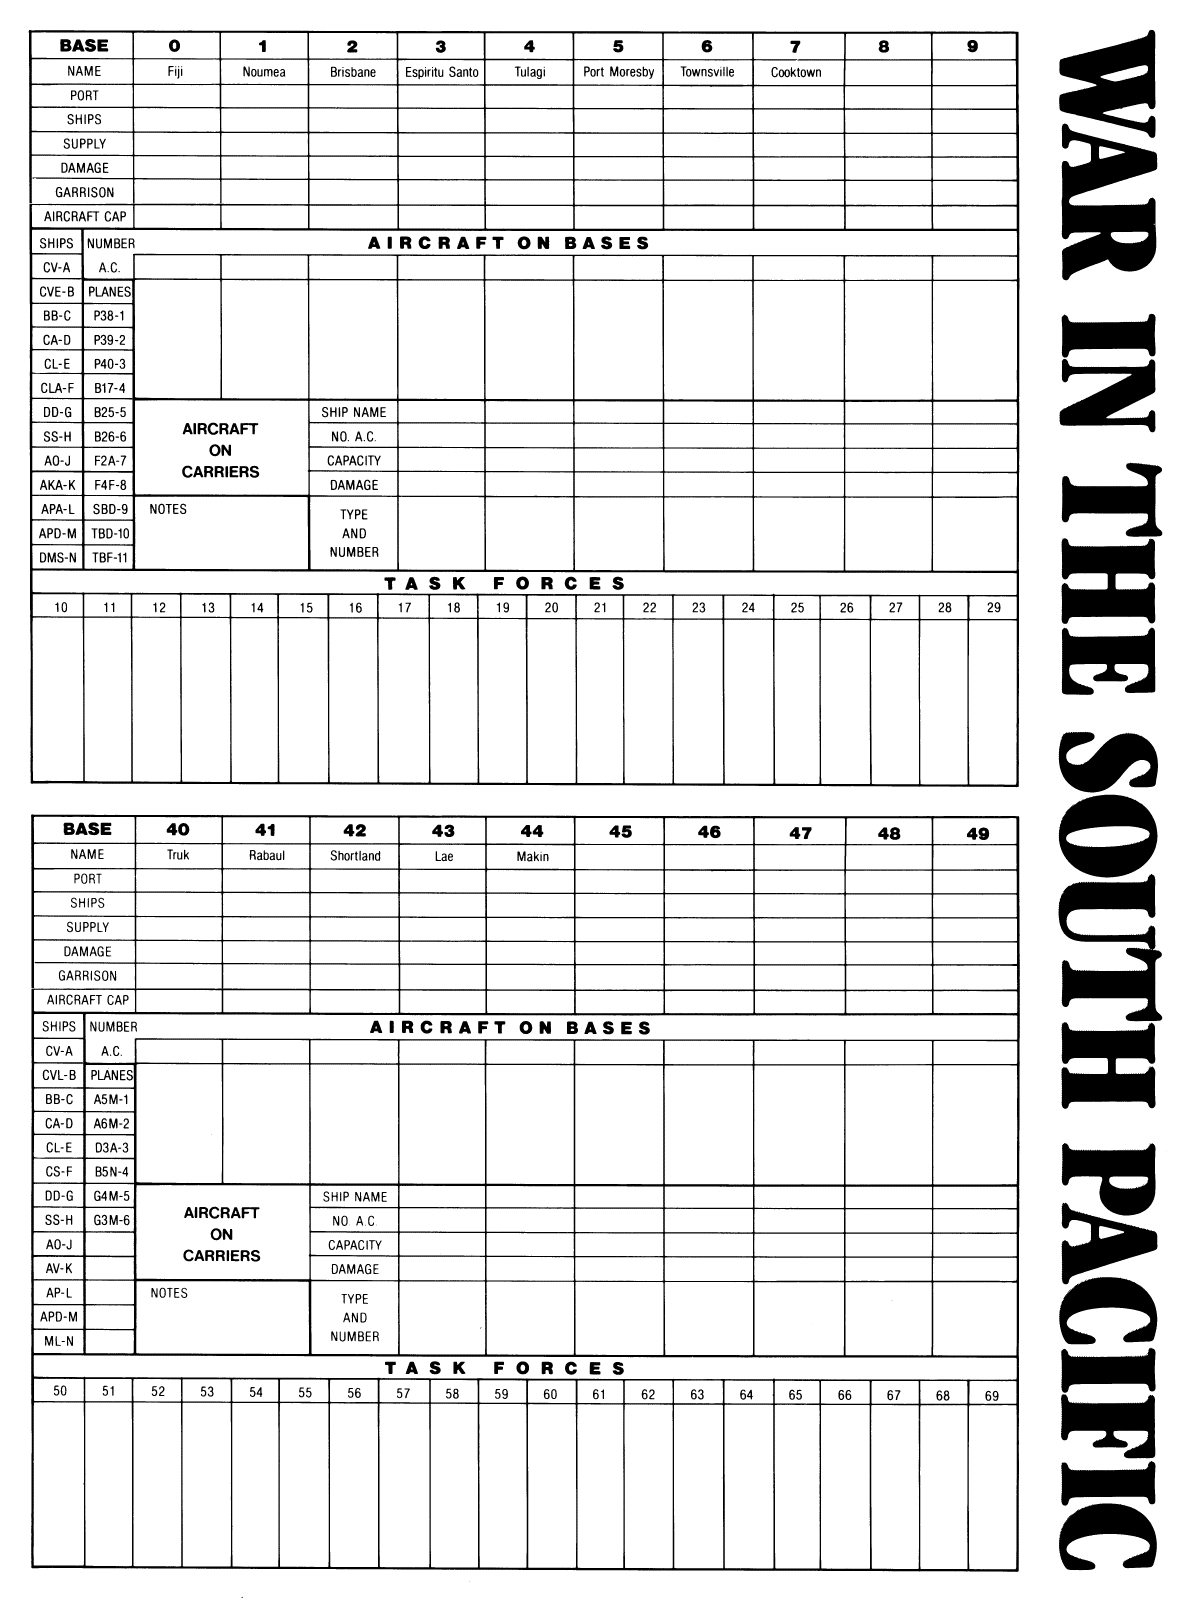 BASE 0 1 2 3 4 5 6 7 8 9
NAME Fiji Noumea Brisbane Espiritu Santo Tulagi Port Moresby Townsville Cooktown
PORT
SHIPS
SUPPLY
DAMAGE
GARRISON
AIRCRAFT CAP
SHIPS NUMBER AIRCRAFT ON BASES
CV-A A.C.
CVE-B PLANES
BB-C P38-1
CA-D P39-2
CL-E P40-3
CLA-F B17-4
DD-G B25-5 AIRCRAFT SHIP NAME
SS-H B26-6 ON NO. A.C.
AO-J F2A-7 CARRIERS CAPACITY
AKA-K F4F-8 DAMAGE
APA-L SBD-9 NOTES TYPE
APD-M TBD-10 AND
DMS-N TBF-11 NUMBER
TASK FORCES
10 11 12 13 14 15 16 17 18 19 20 21 22 23 24 25 26 27 28 29
BASE 40 41 42 43 44 45 46 47 48 49
NAME Truk Rabaul Shortland Lae Makin
PORT
SHIPS
SUPPLY
DAMAGE
GARRISON
AIRCRAFT CAP
SHIPS NUMBER AIRCRAFT ON BASES
CV-A A.C.
CVL-B PLANES
BB-C A5M-1
CA-D A6M-2
CL-E D3A-3
CS-F B5N-4
DD-G G4M-5 AIRCRAFT SHIP NAME
SS-H G3M-6 ON NO. A.C.
AO-J CARRIERS CAPACITY
AV-K DAMAGE
AP-L NOTES TYPE
APD-M AND
ML-N NUMBER
TASK FORCES
50 51 52 53 54 55 56 57 58 59 60 61 62 63 64 65 66 67 68 69
WAR IN THE SOUTH PACIFIC